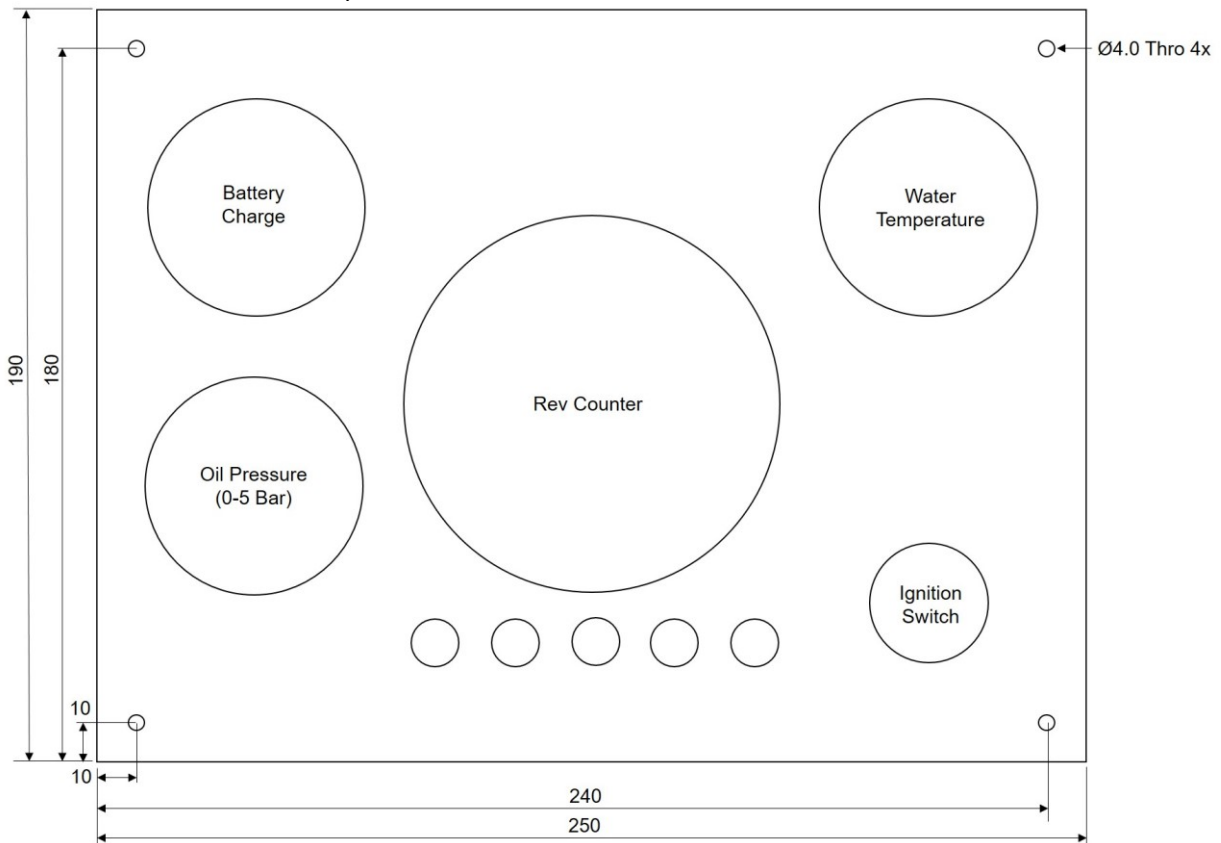 Ø4.0 Thro 4x
Battery
Charge
Water
Temperature
190
180
Rev Counter
Oil Pressure
(0-5 Bar)
Ignition
Switch
10
10
240
250